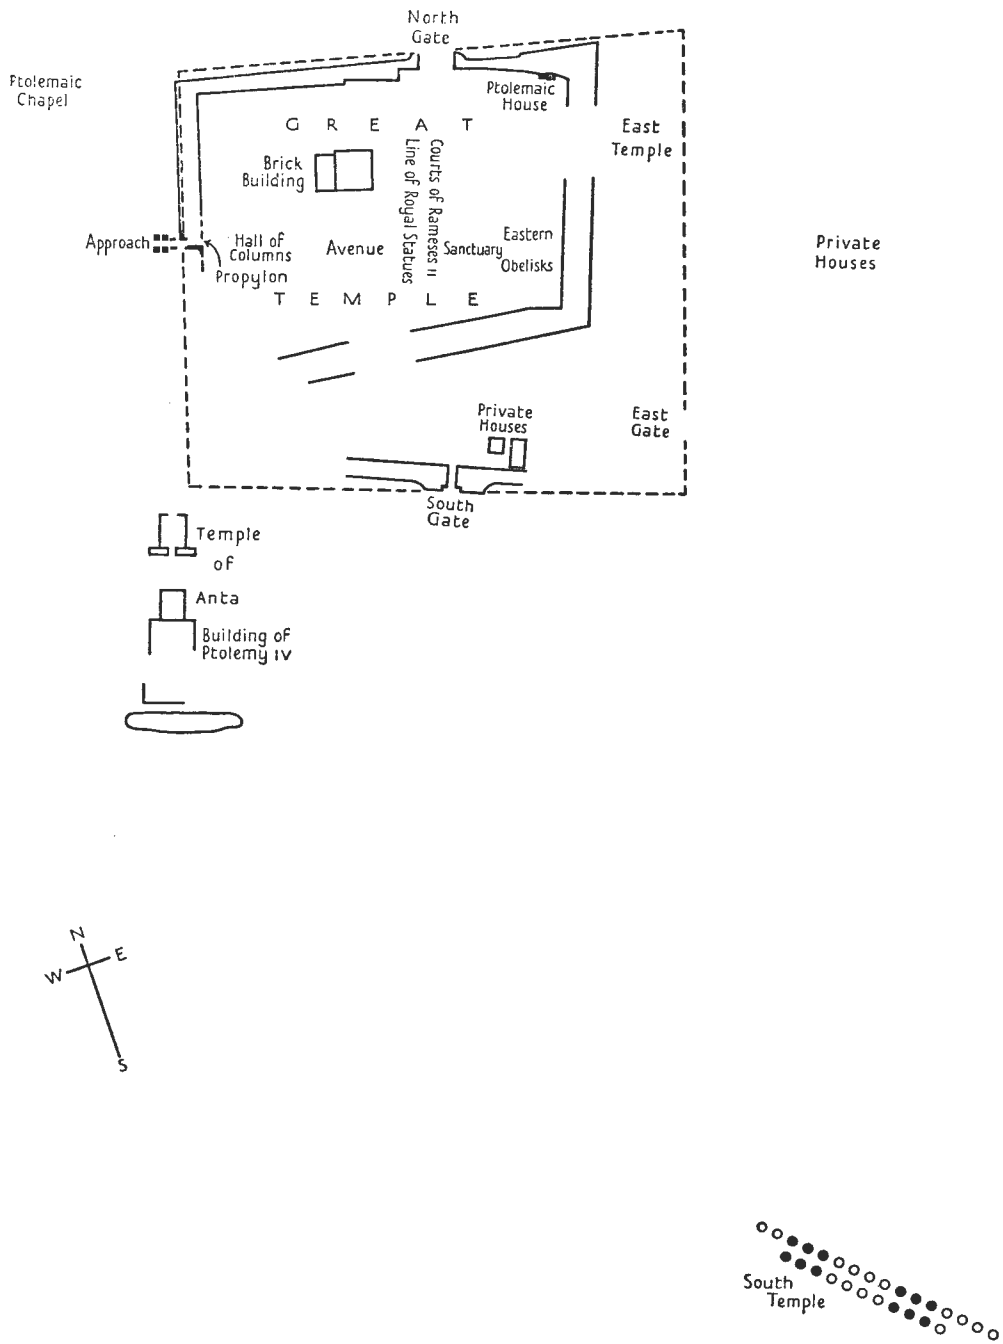 North
Gate
Ptolemaic
Chapel
Ptolemaic
House
G R E A T
East
Temple
Brick
Building
Courts of Rameses II
Line of Royal Statues
Approach
Hall of
Columns
Propylon
Avenue
Sanctuary
Eastern
Obelisks
Private
Houses
T E M P L E
Private
Houses
East
Gate
South
Gate
Temple
of
Anta
Building of
Ptolemy IV
N
W E
S
South
Temple